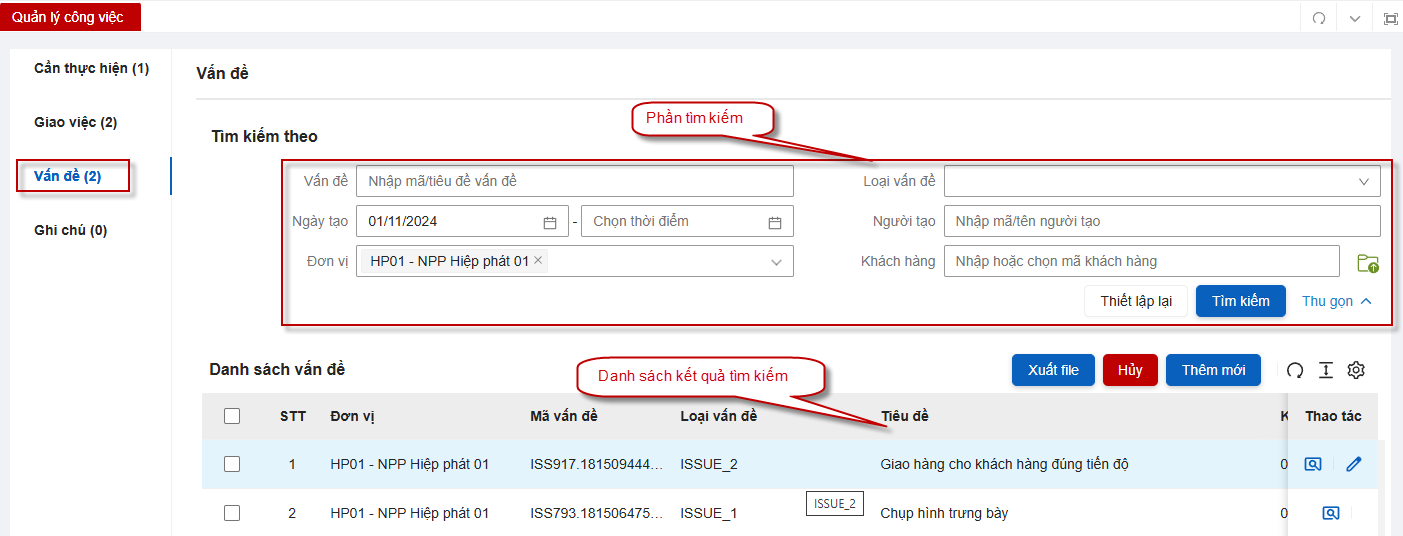 Quản lý công việc
Cần thực hiện (1)
Giao việc (2)
Vấn đề (2)
Ghi chú (0)
Vấn đề
Phần tìm kiếm
Tìm kiếm theo
Vấn đề Nhập mã/tiêu đề vấn đề Loại vấn đề
Ngày tạo 01/11/2024 - Chọn thời điểm Người tạo Nhập mã/tên người tạo
Đơn vị HP01 - NPP Hiệp phát 01 Khách hàng Nhập hoặc chọn mã khách hàng
Thiết lập lại Tìm kiếm Thu gọn
Danh sách vấn đề Danh sách kết quả tìm kiếm Xuất file Hủy Thêm mới
STT Đơn vị Mã vấn đề Loại vấn đề Tiêu đề Thao tác
1 HP01 - NPP Hiệp phát 01 ISS917.181509444... ISSUE_2 Giao hàng cho khách hàng đúng tiến độ 0
ISSUE_2
2 HP01 - NPP Hiệp phát 01 ISS793.181506475... ISSUE_1 Chụp hình trưng bày 0